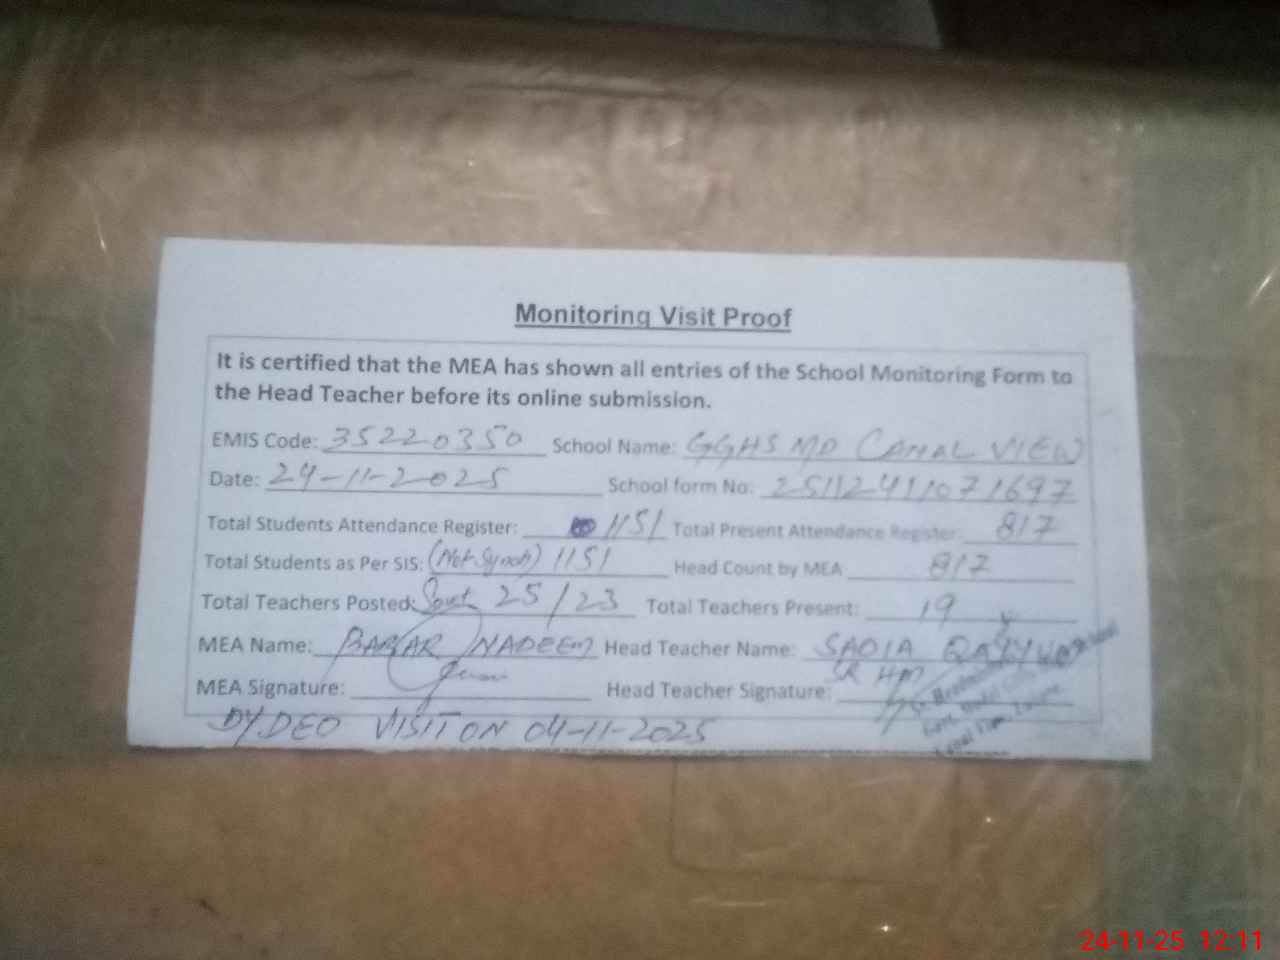 Monitoring Visit Proof
It is certified that the MEA has shown all entries of the School Monitoring Form to
the Head Teacher before its online submission.
EMIS Code: 35220350 School Name: GGHS MD CANAL VIEW
Date: 24-11-2025 School form No: 25112411071697
Total Students Attendance Register: 1151 Total Present Attendance Register: 817
Total Students as Per SIS: (Not Synch) 1151 Head Count by MEA 817
Total Teachers Posted: 25/23 Total Teachers Present: 19
MEA Name: NADEEM Head Teacher Name: SADIA QAYYUM
SR HM
MEA Signature: Head Teacher Signature:
DY.DEO VISIT ON 04-11-2025
24-11-25 12:11